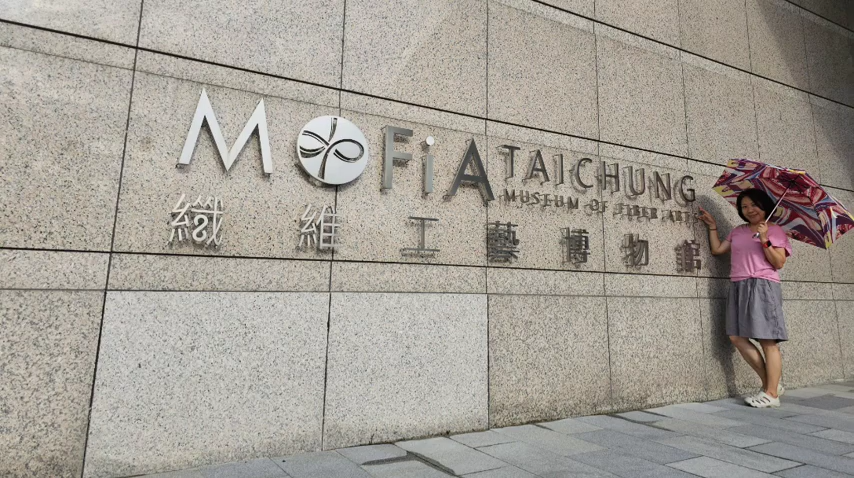 MoFiA TAICHUNG
MUSEUM OF FIBER ARTS
纖維工藝博物館